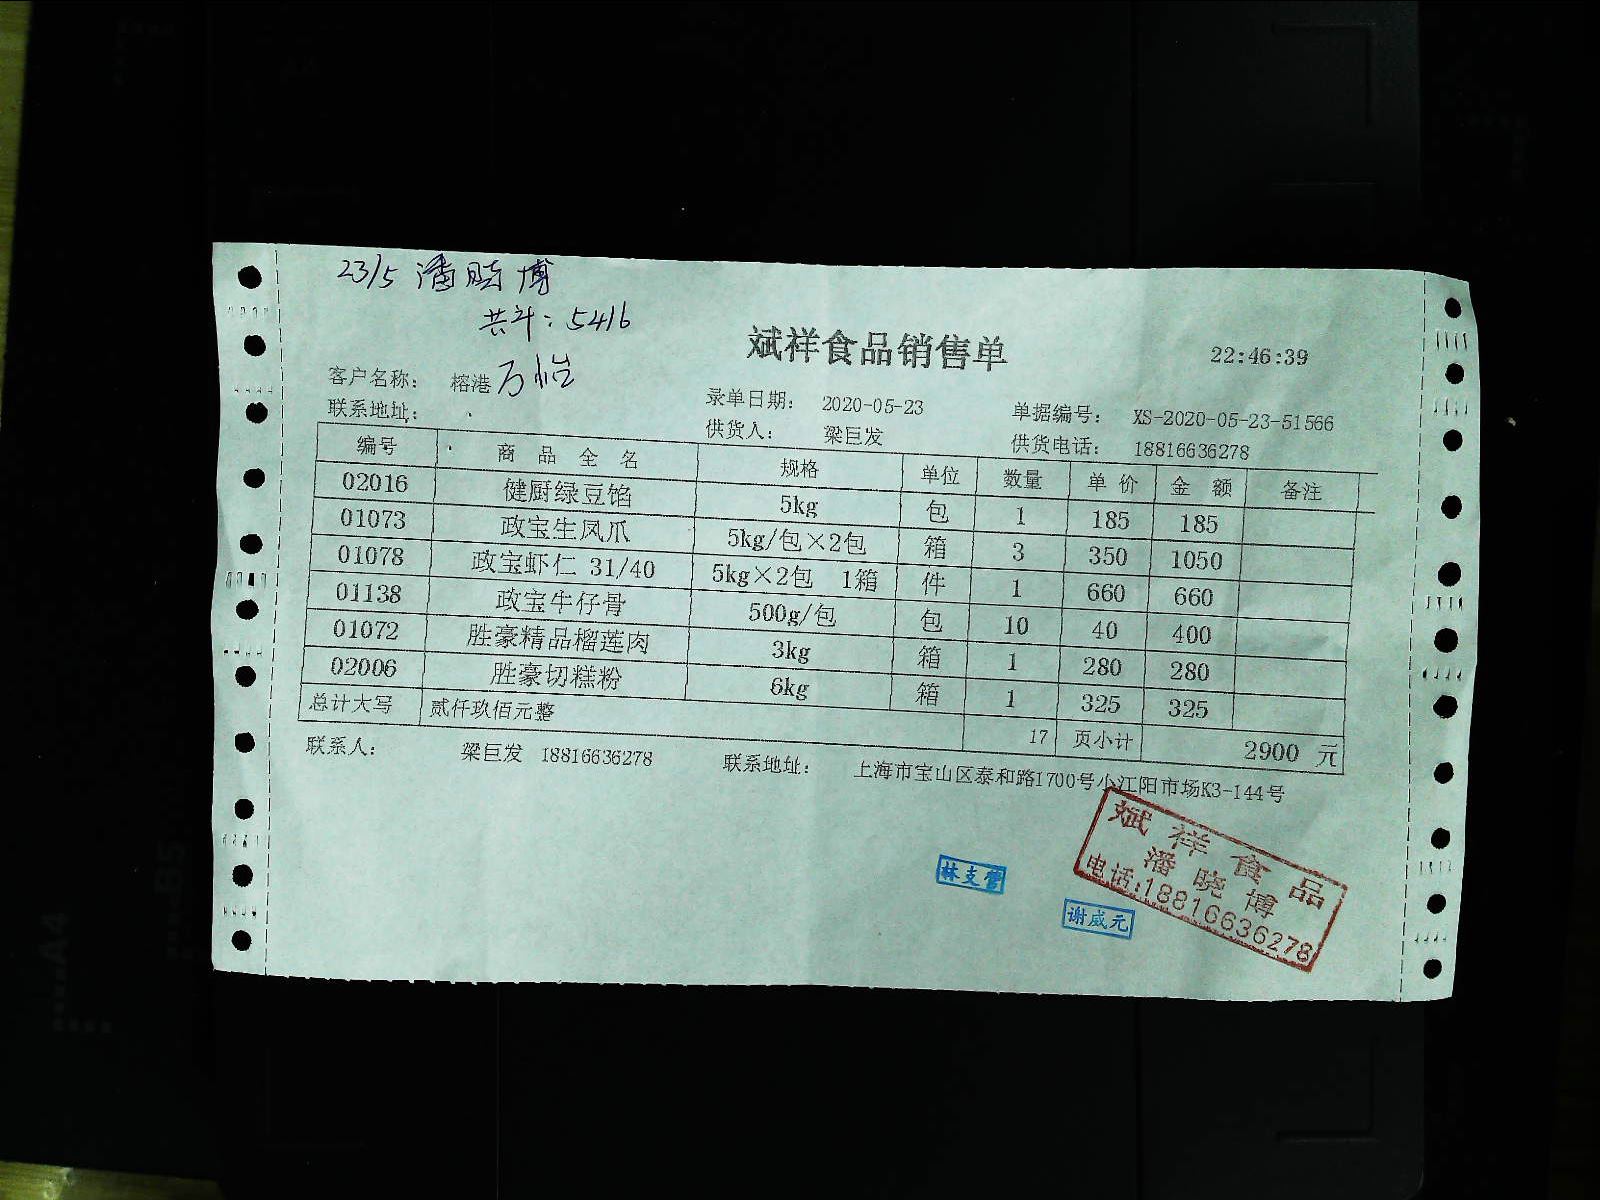 23/5 潘晓博
共计：5416
斌祥食品销售单 22:46:39
客户名称： 榕港 万怡 录单日期： 2020-05-23 单据编号： XS-2020-05-23-51566
联系地址： 供货人： 梁巨发 供货电话： 18816636278
编号 商 品 全 名 规格 单位 数量 单 价 金 额 备注
02016 健厨绿豆馅 5kg 包 1 185 185
01073 政宝生凤爪 5kg/包×2包 箱 3 350 1050
01078 政宝虾仁 31/40 5kg×2包 1箱 件 1 660 660
01138 政宝牛仔骨 500g/包 包 10 40 400
01072 胜豪精品榴莲肉 3kg 箱 1 280 280
02006 胜豪切糕粉 6kg 箱 1 325 325
总计大写 贰仟玖佰元整 17 页小计 2900 元
联系人： 梁巨发 18816636278 联系地址： 上海市宝山区泰和路1700号小江阳市场K3-144号
斌祥食品
潘晓博
电话:18816636278
谢威元
A4
B5